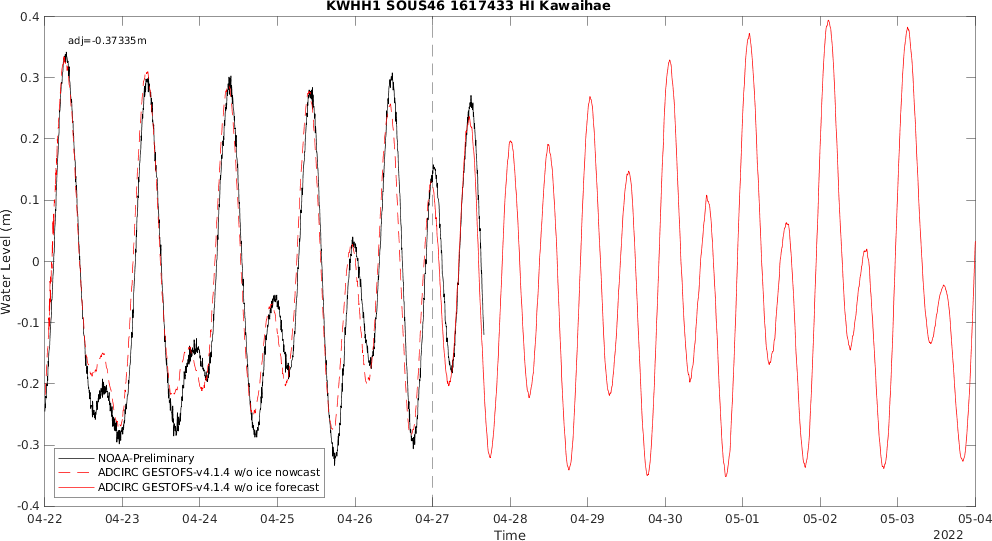 KWHH1 SOUS46 1617433 HI Kawaihae
adj=-0.37335m
0.4
0.3
0.2
0.1
0
-0.1
-0.2
-0.3
-0.4
Water Level (m)
NOAA-Preliminary
ADCIRC GESTOFS-v4.1.4 w/o ice nowcast
ADCIRC GESTOFS-v4.1.4 w/o ice forecast
04-22 04-23 04-24 04-25 04-26 04-27 04-28 04-29 04-30 05-01 05-02 05-03 05-04
Time
2022